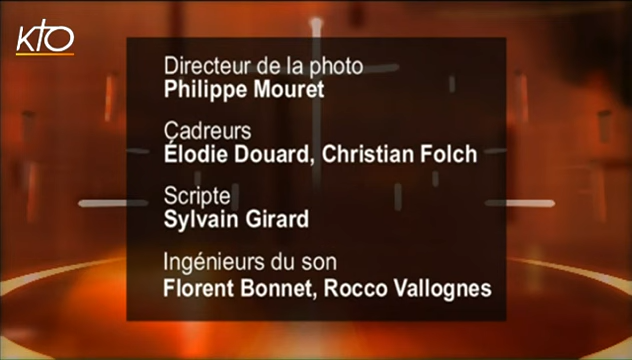 KTO
Directeur de la photo
Philippe Mouret
Cadreurs
Élodie Douard, Christian Folch
Scripte
Sylvain Girard
Ingénieurs du son
Florent Bonnet, Rocco Vallognes